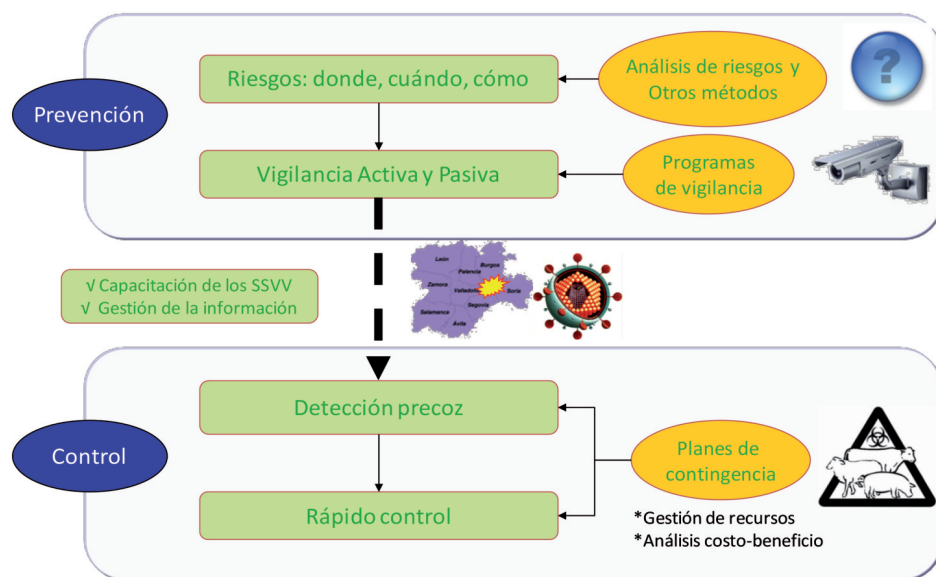 Prevención
Riesgos: donde, cuándo, cómo
Análisis de riesgos y
Otros métodos
?
Vigilancia Activa y Pasiva
Programas
de vigilancia
√ Capacitación de los SSVV
√ Gestión de la información
León
Burgos
Palencia
Zamora
Valladolid
Soria
Segovia
Salamanca
Ávila
Control
Detección precoz
Planes de
contingencia
Rápido control
*Gestión de recursos
*Análisis costo-beneficio